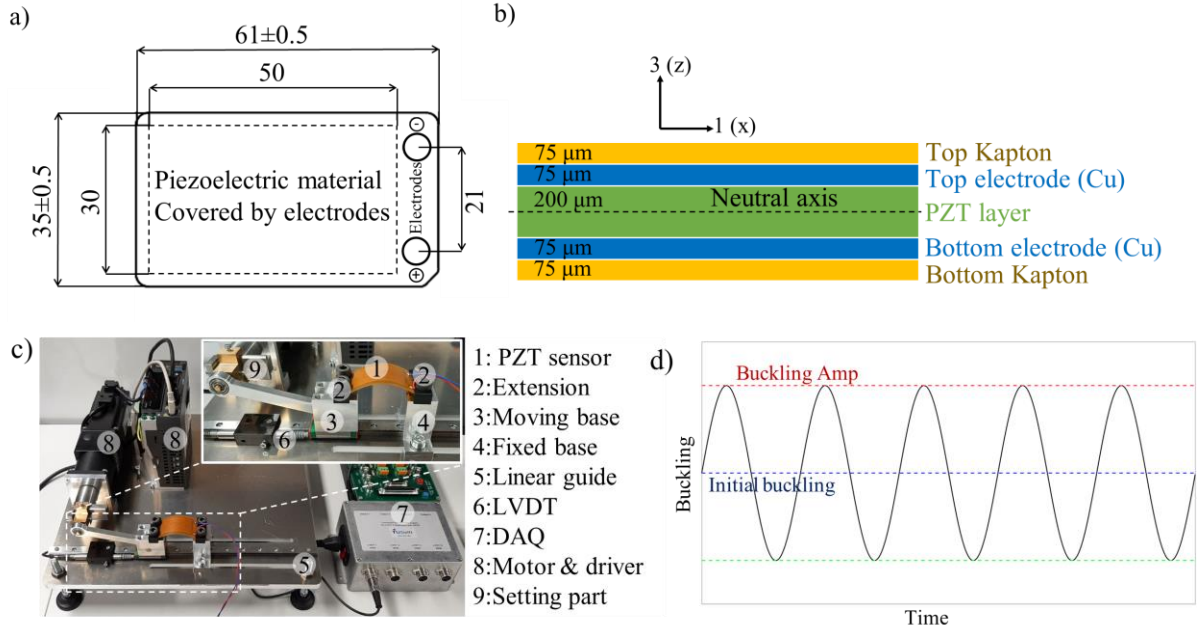 a)
61±0.5
50
35±0.5
30
Piezoelectric material
Covered by electrodes
-
Electrodes
+
21
b)
3 (z)
1 (x)
75 μm
Top Kapton
75 μm
Top electrode (Cu)
200 μm
Neutral axis
PZT layer
75 μm
Bottom electrode (Cu)
75 μm
Bottom Kapton
c)
9
1
2
2
3
4
6
8
8
7
5
1: PZT sensor
2:Extension
3:Moving base
4:Fixed base
5:Linear guide
6:LVDT
7:DAQ
8:Motor & driver
9:Setting part
d)
Buckling Amp
Initial buckling
Buckling
Time